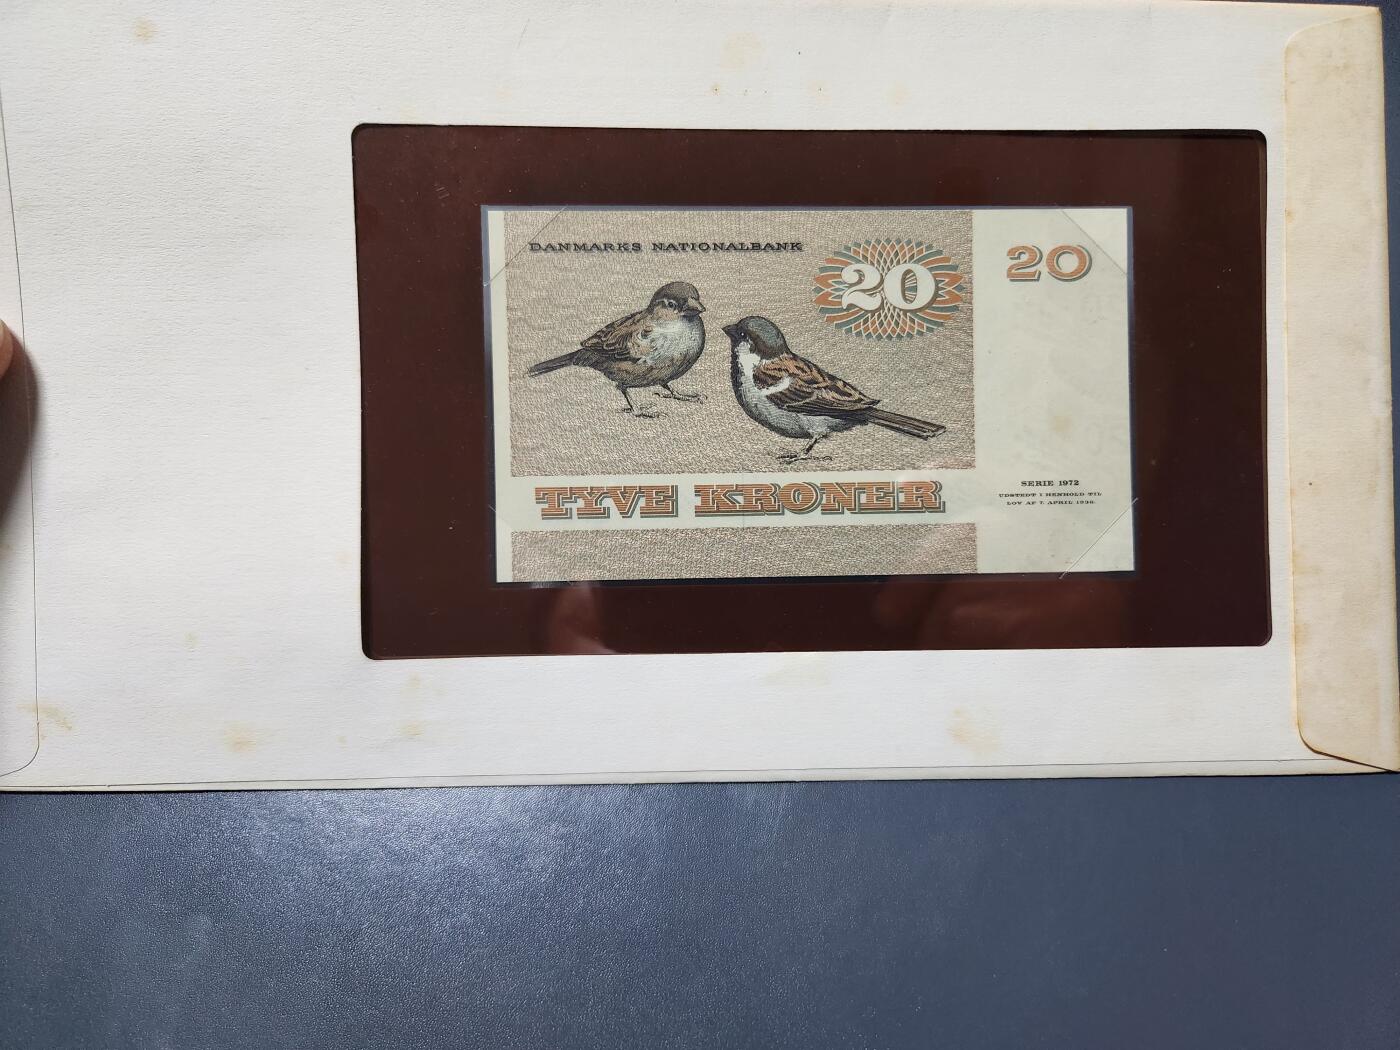 DANMARKS NATIONALBANK
20
20
TYVE KRONER
SERIE 1972
UDSTEDT I HENHOLD TIL
LOV AF 7. APRIL 1936.